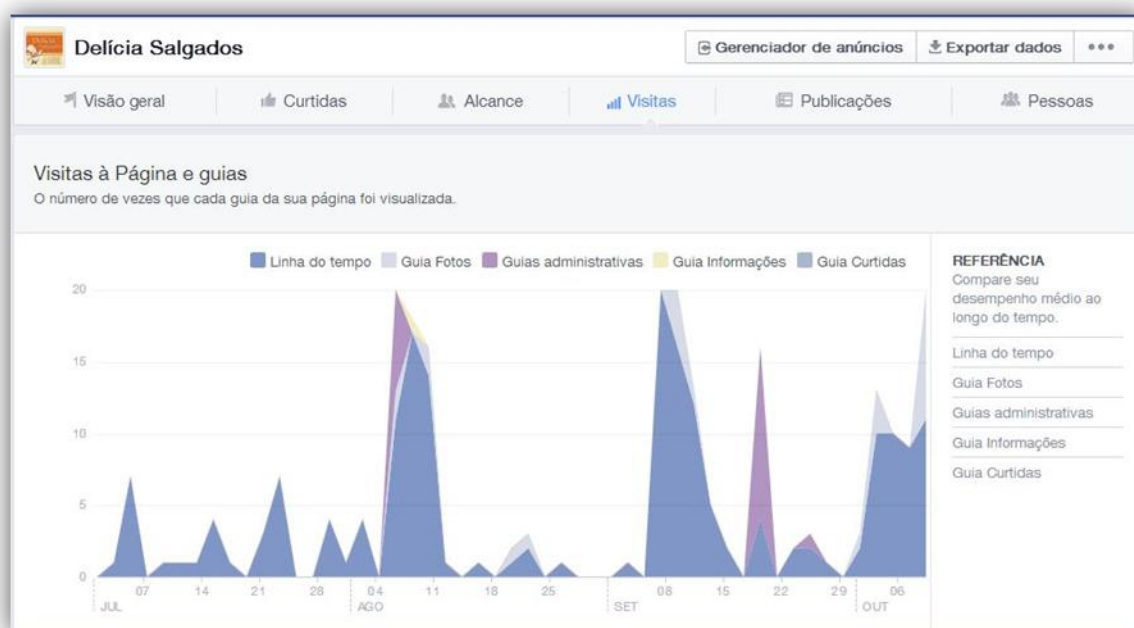 Delícia Salgados
Gerenciador de anúncios
Exportar dados
Visão geral
Curtidas
Alcance
Visitas
Publicações
Pessoas
Visitas à Página e guias
O número de vezes que cada guia da sua página foi visualizada.
Linha do tempo
Guia Fotos
Guias administrativas
Guia Informações
Guia Curtidas
20
15
10
5
0
07 14 21 28 04 11 18 25 08 15 22 29 06
JUL AGO SET OUT
REFERÊNCIA
Compare seu
desempenho médio ao
longo do tempo.
Linha do tempo
Guia Fotos
Guias administrativas
Guia Informações
Guia Curtidas